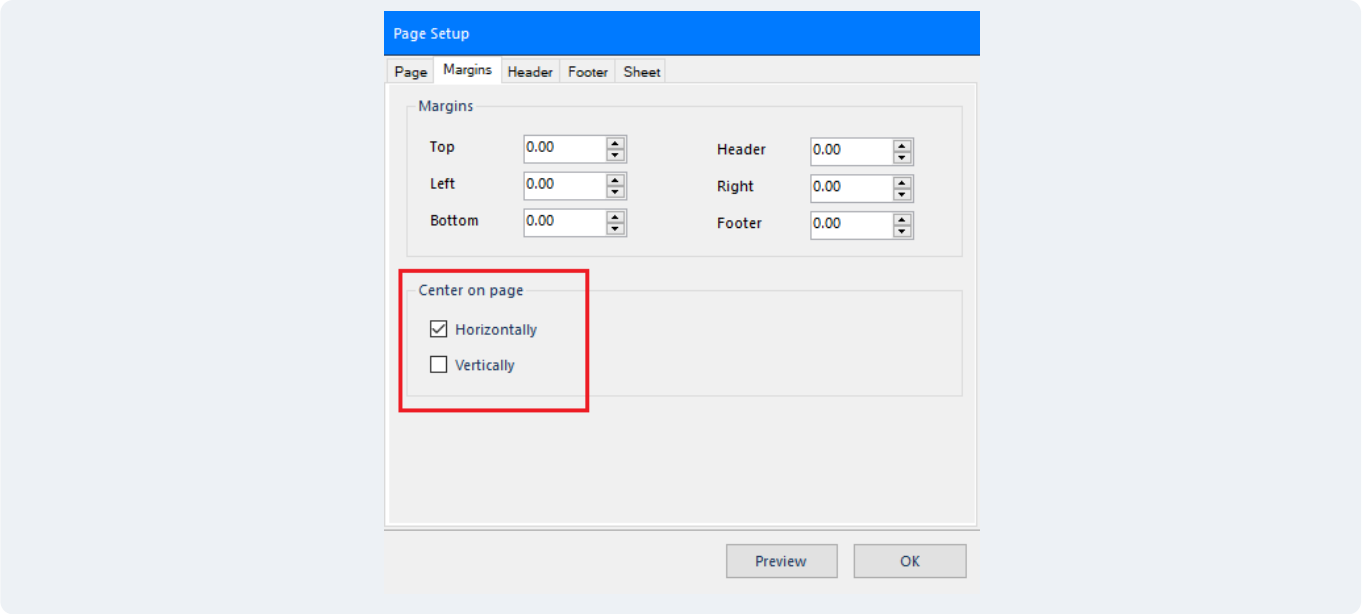 Page Setup
Page Margins Header Footer Sheet
Margins
Top 0.00 Header 0.00
Left 0.00 Right 0.00
Bottom 0.00 Footer 0.00
Center on page
Horizontally
Vertically
Preview OK